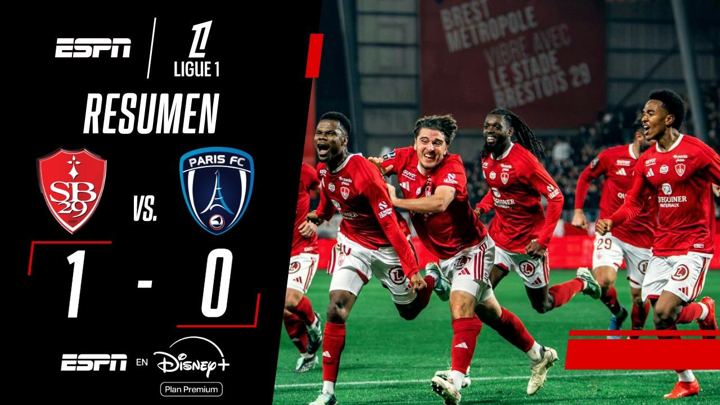 ESPN
LIGUE 1
RESUMEN
SB
29
VS.
PARIS FC
1 - 0
ESPN EN Disney+
Plan Premium
BREST
MÉTROPOLE
VIBRE AVEC
LE STADE
BRESTOIS 29
29